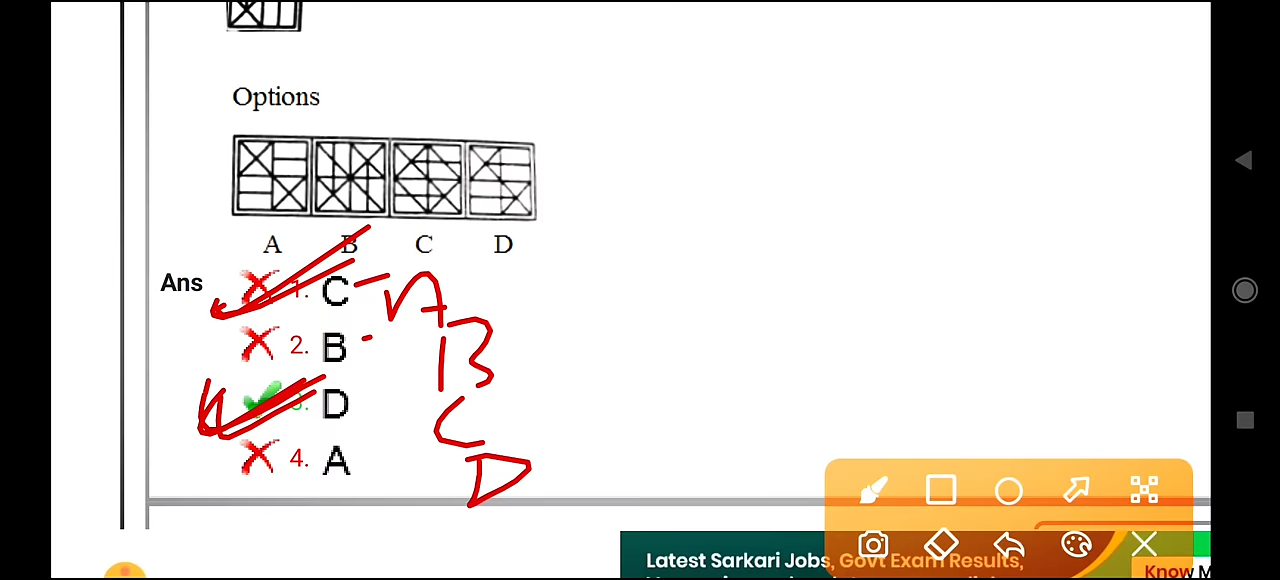 Options
A B C D
Ans 1. C A
2. B B
3. D C
4. A D
Latest Sarkari Jobs, Govt Exam Results,
Know M